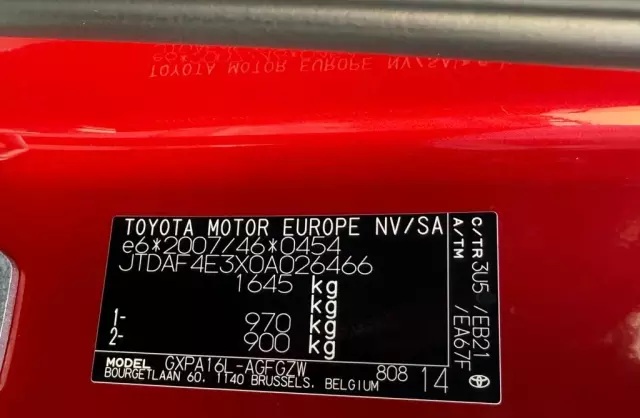 TOYOTA MOTOR EUROPE NV/SA
TOYOTA MOTOR EUROPE NV/SA
e6*2007/46*0454
JTDAF4E3X0A026466
1645 kg
kg
1- 970 kg
2- 900 kg
MODEL GXPA16L-AGFGZW 808 14
BOURGETLAAN 60, 1140 BRUSSELS, BELGIUM
C/TR 3U5 /EB21
A/TM /EA67F